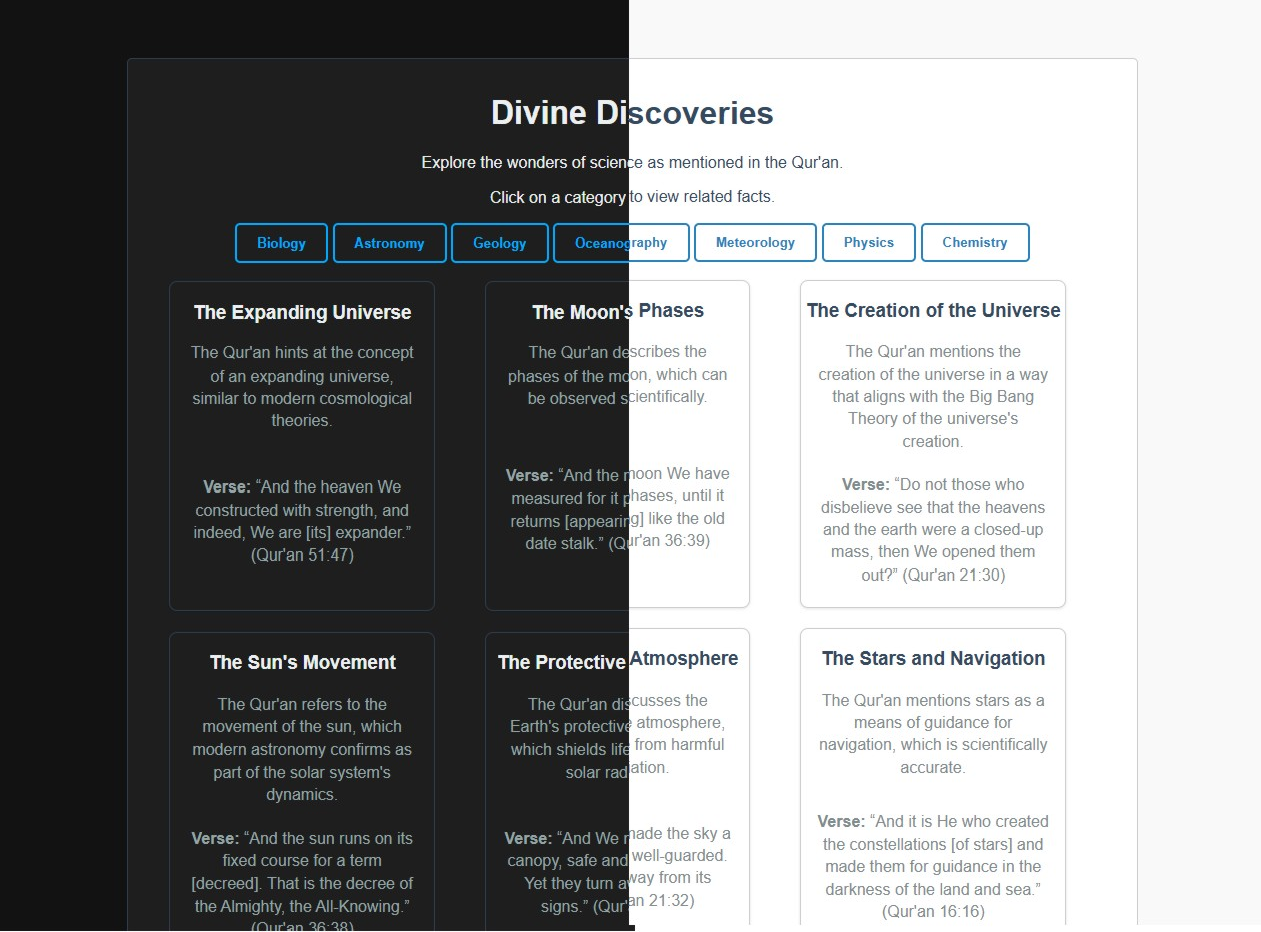 Divine Discoveries
Explore the wonders of science as mentioned in the Qur'an.
Click on a category to view related facts.
Biology
Astronomy
Geology
Oceanography
Meteorology
Physics
Chemistry
The Expanding Universe
The Qur'an hints at the concept
of an expanding universe,
similar to modern cosmological
theories.
Verse: “And the heaven We
constructed with strength, and
indeed, We are [its] expander.”
(Qur'an 51:47)
The Moon's Phases
The Qur'an describes the
phases of the moon, which can
be observed scientifically.
Verse: “And the moon We have
measured for it phases, until it
returns [appearing] like the old
date stalk.” (Qur'an 36:39)
The Creation of the Universe
The Qur'an mentions the
creation of the universe in a way
that aligns with the Big Bang
Theory of the universe's
creation.
Verse: “Do not those who
disbelieve see that the heavens
and the earth were a closed-up
mass, then We opened them
out?” (Qur'an 21:30)
The Sun's Movement
The Qur'an refers to the
movement of the sun, which
modern astronomy confirms as
part of the solar system's
dynamics.
Verse: “And the sun runs on its
fixed course for a term
[decreed]. That is the decree of
the Almighty, the All-Knowing.”
(Qur'an 36:38)
The Protective Atmosphere
The Qur'an discusses the
Earth's protective atmosphere,
which shields life from harmful
solar radiation.
Verse: “And We made the sky a
canopy, safe and well-guarded.
Yet they turn away from its
signs.” (Qur'an 21:32)
The Stars and Navigation
The Qur'an mentions stars as a
means of guidance for
navigation, which is scientifically
accurate.
Verse: “And it is He who created
the constellations [of stars] and
made them for guidance in the
darkness of the land and sea.”
(Qur'an 16:16)